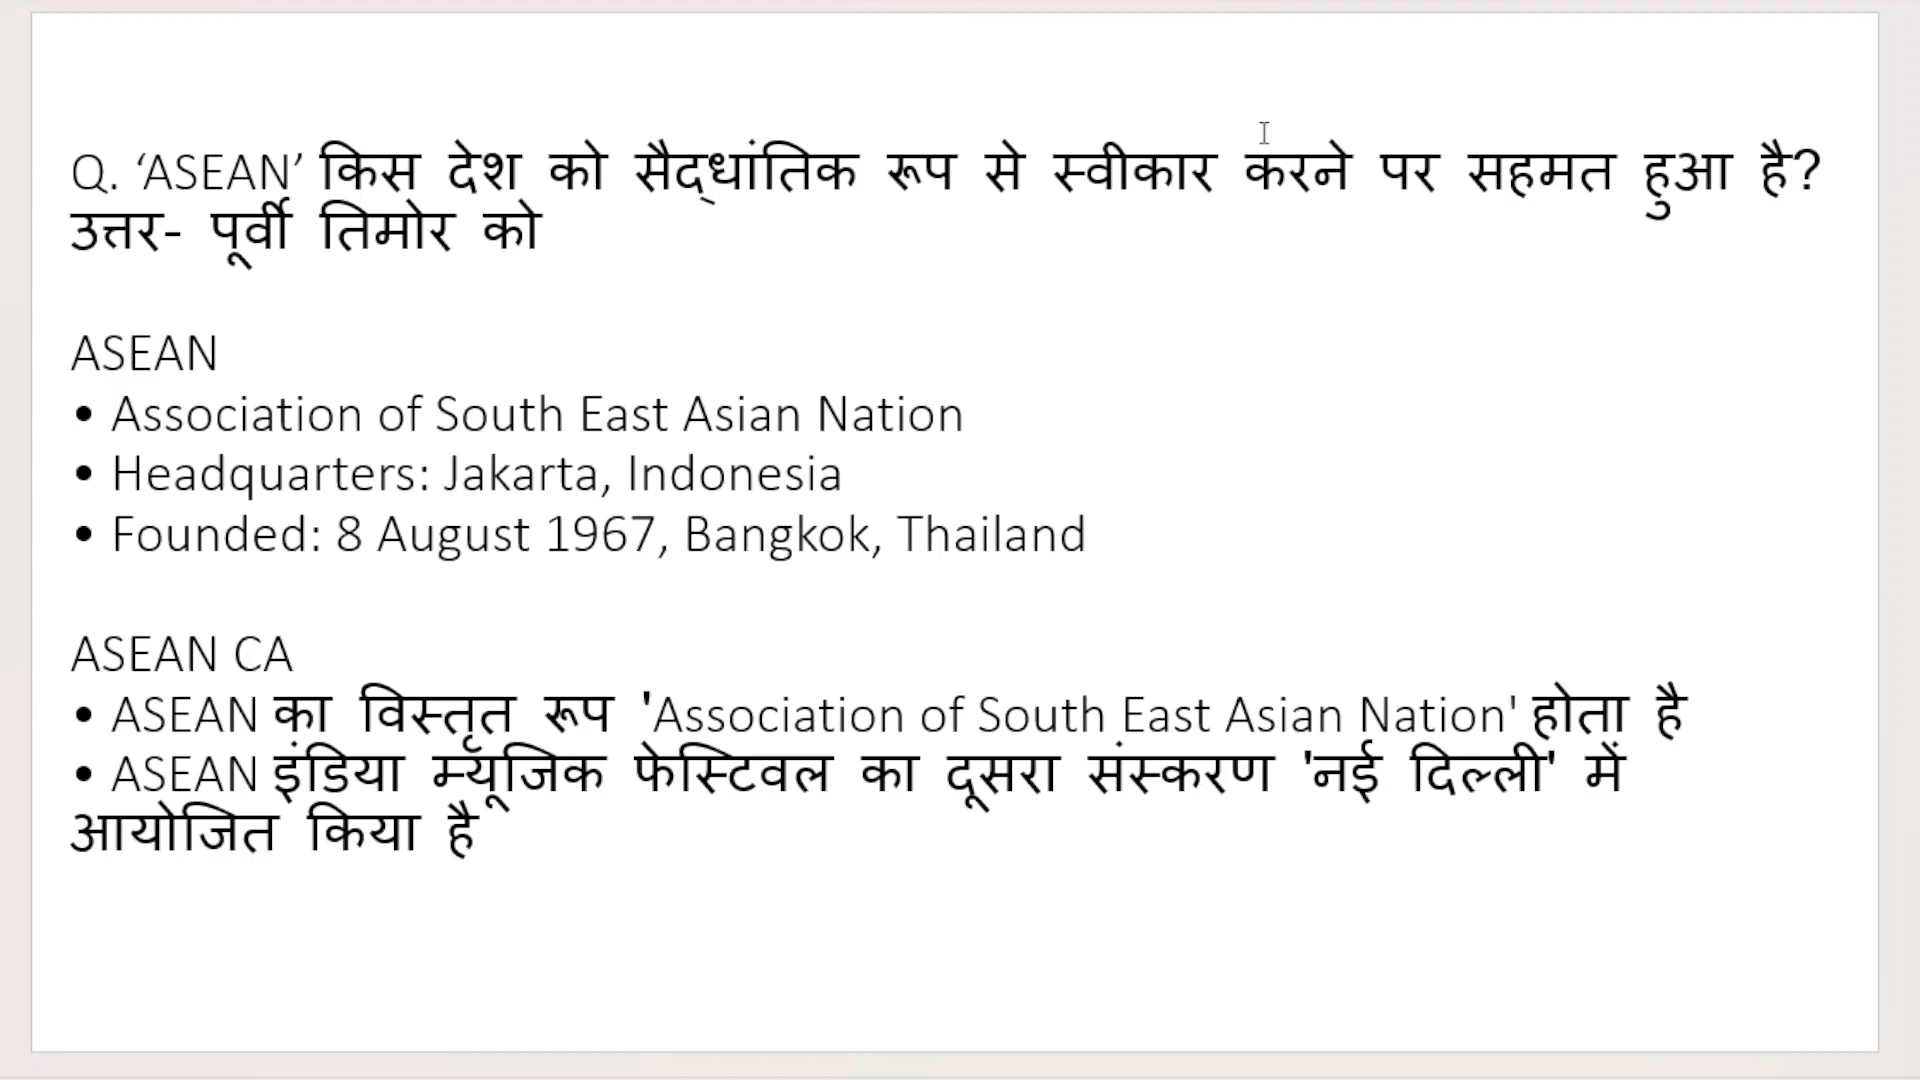 Q. ‘ASEAN’ किस देश को सैद्धांतिक रूप से स्वीकार करने पर सहमत हुआ है?
उत्तर- पूर्वी तिमोर को
ASEAN
• Association of South East Asian Nation
• Headquarters: Jakarta, Indonesia
• Founded: 8 August 1967, Bangkok, Thailand
ASEAN CA
• ASEAN का विस्तृत रूप 'Association of South East Asian Nation' होता है
• ASEAN इंडिया म्यूजिक फेस्टिवल का दूसरा संस्करण 'नई दिल्ली' में
आयोजित किया है